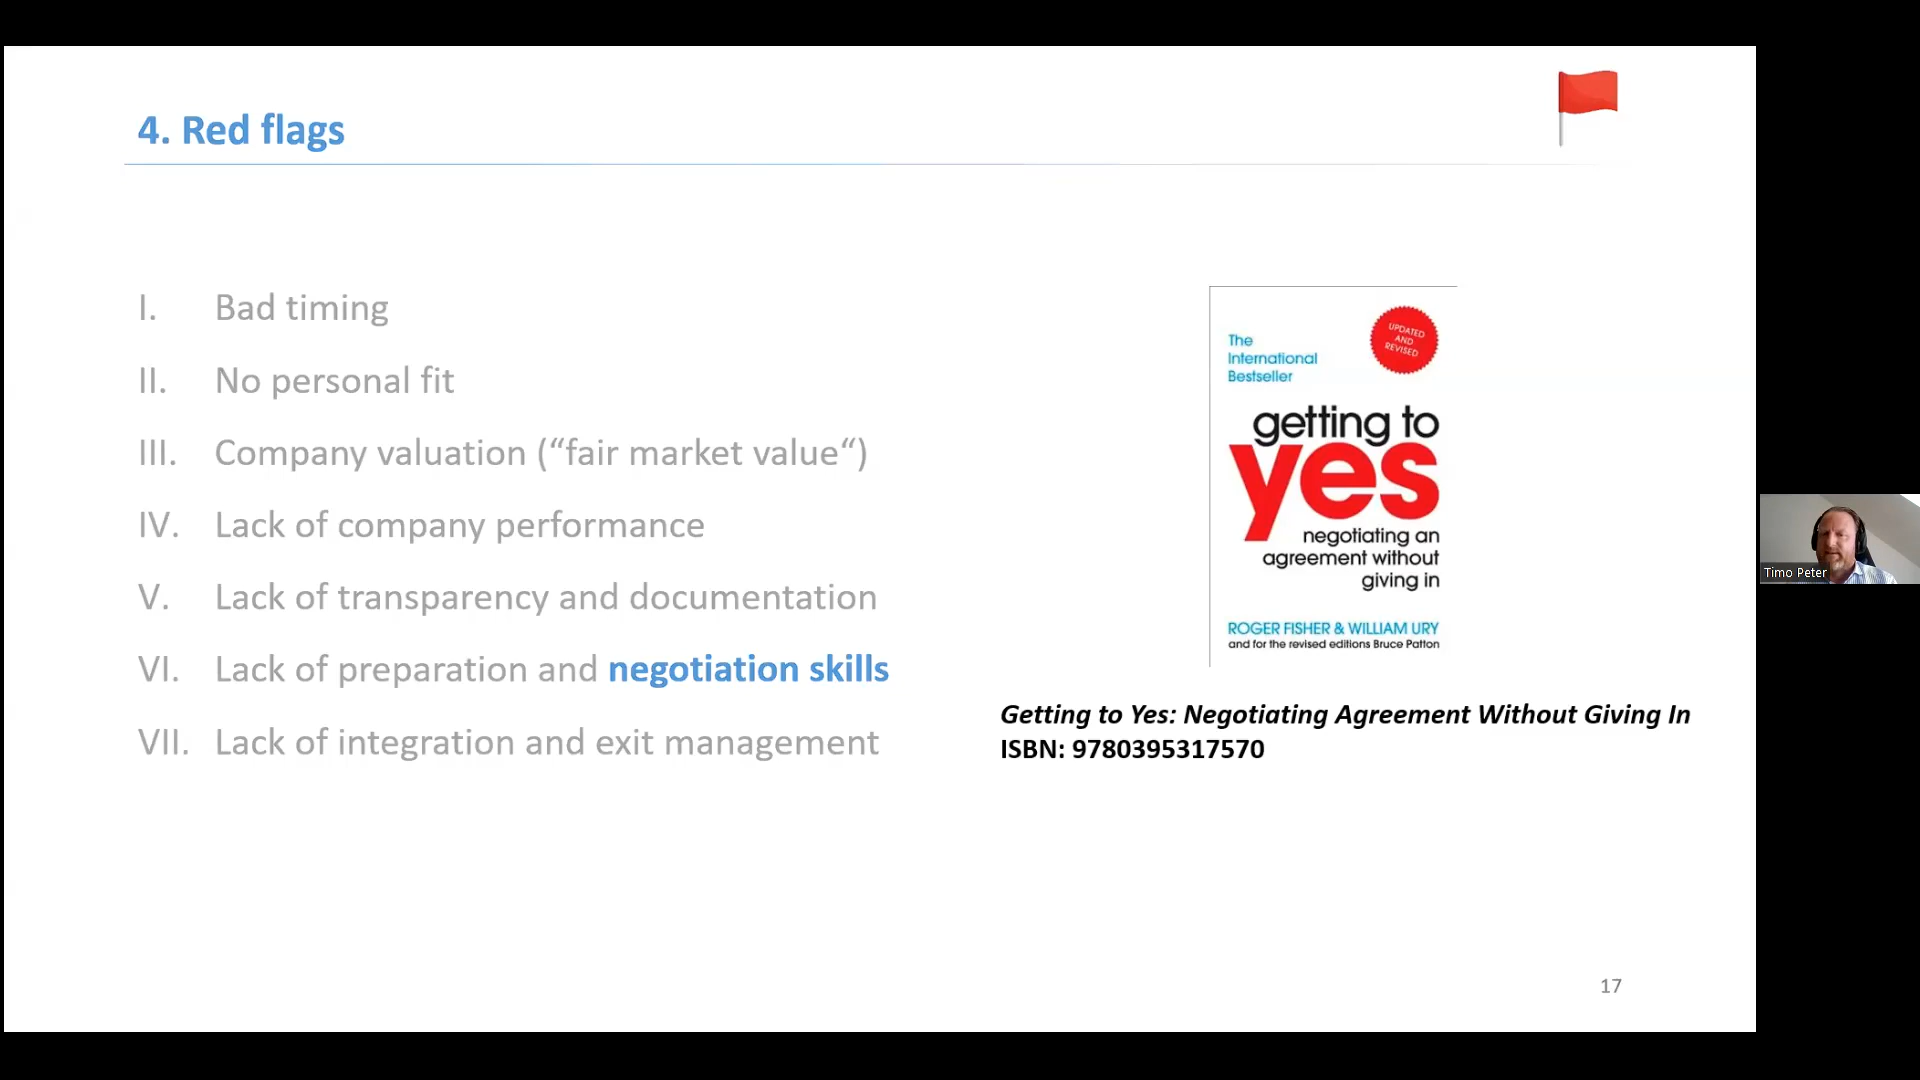 4. Red flags
I. Bad timing
II. No personal fit
III. Company valuation (“fair market value“)
IV. Lack of company performance
V. Lack of transparency and documentation
VI. Lack of preparation and negotiation skills
VII. Lack of integration and exit management
The
International
Bestseller
UPDATED
AND
REVISED
getting to
yes
negotiating an
agreement without
giving in
ROGER FISHER & WILLIAM URY
and for the revised editions Bruce Patton
Getting to Yes: Negotiating Agreement Without Giving In
ISBN: 9780395317570
Timo Peter
17